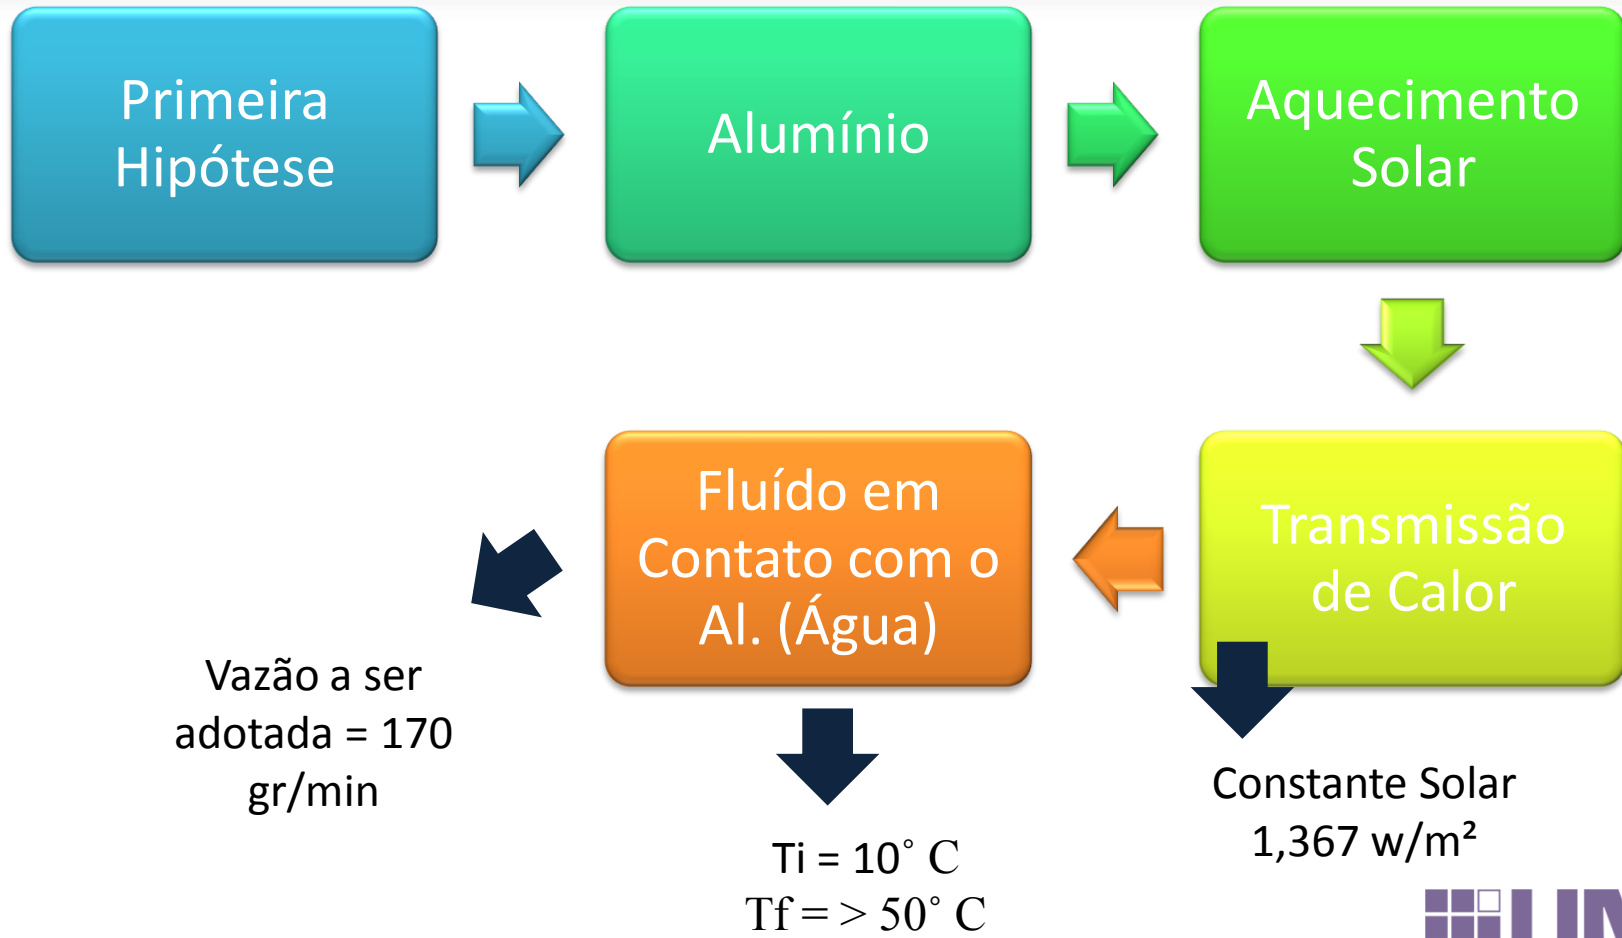 Primeira
Hipótese
Alumínio
Aquecimento
Solar
Transmissão
de Calor
Fluído em
Contato com o
Al. (Água)
Vazão a ser
adotada = 170
gr/min
Ti = 10° C
Tf = > 50° C
Constante Solar
1,367 w/m²